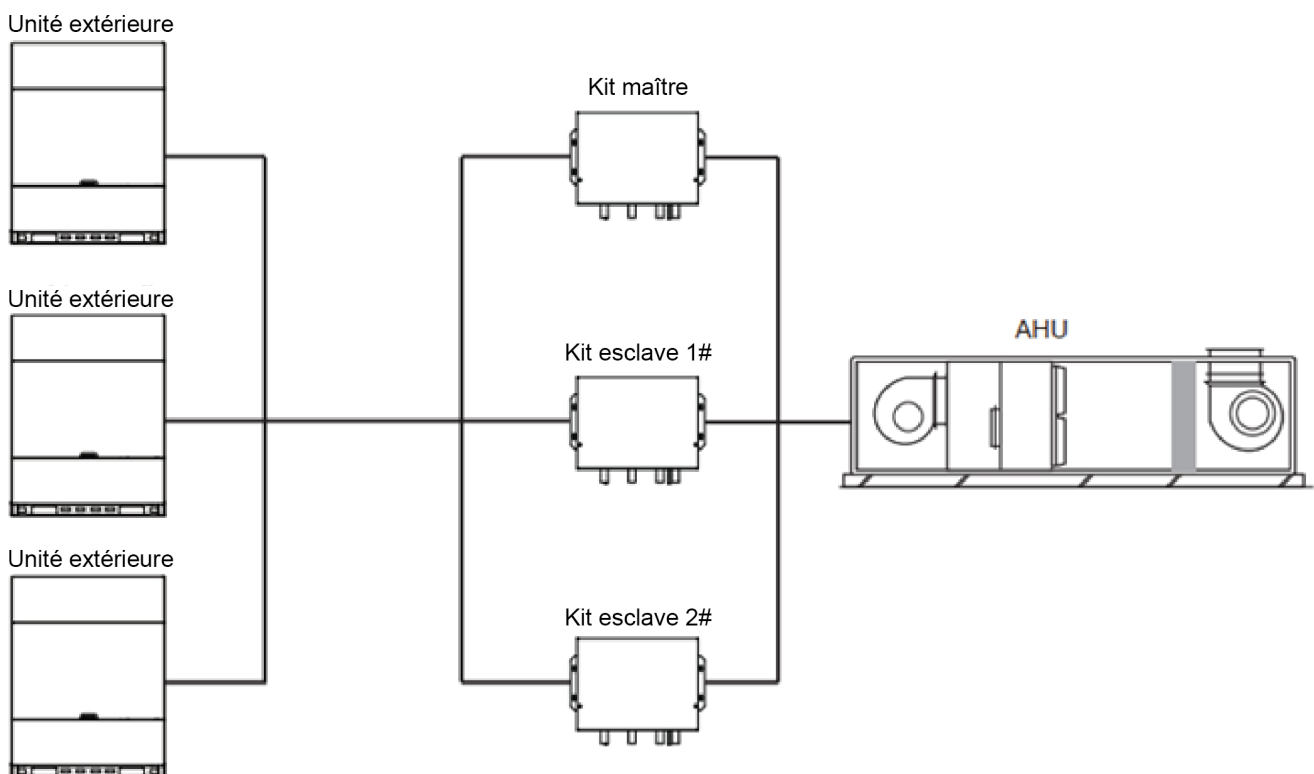 Unité extérieure
Kit maître
Unité extérieure
AHU
Kit esclave 1#
Unité extérieure
Kit esclave 2#